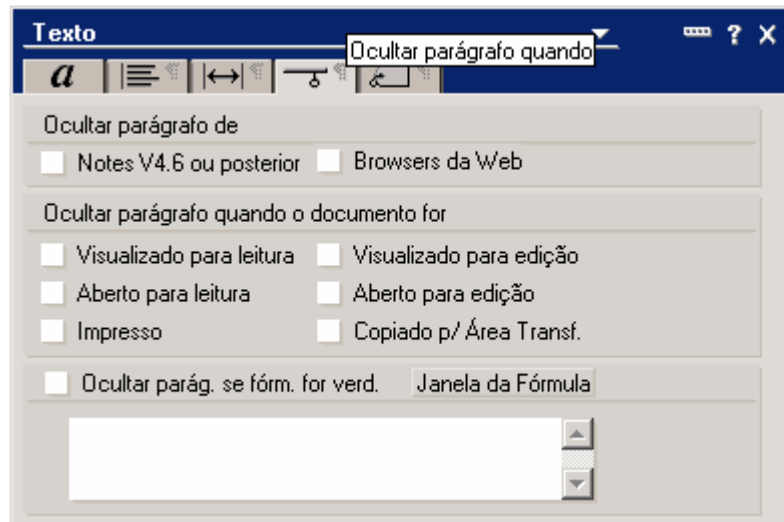 Texto
Ocultar parágrafo quando
? X
a
Ocultar parágrafo de
Notes V4.6 ou posterior Browsers da Web
Ocultar parágrafo quando o documento for
Visualizado para leitura Visualizado para edição
Aberto para leitura Aberto para edição
Impresso Copiado p/ Área Transf.
Ocultar parág. se fórm. for verd. Janela da Fórmula